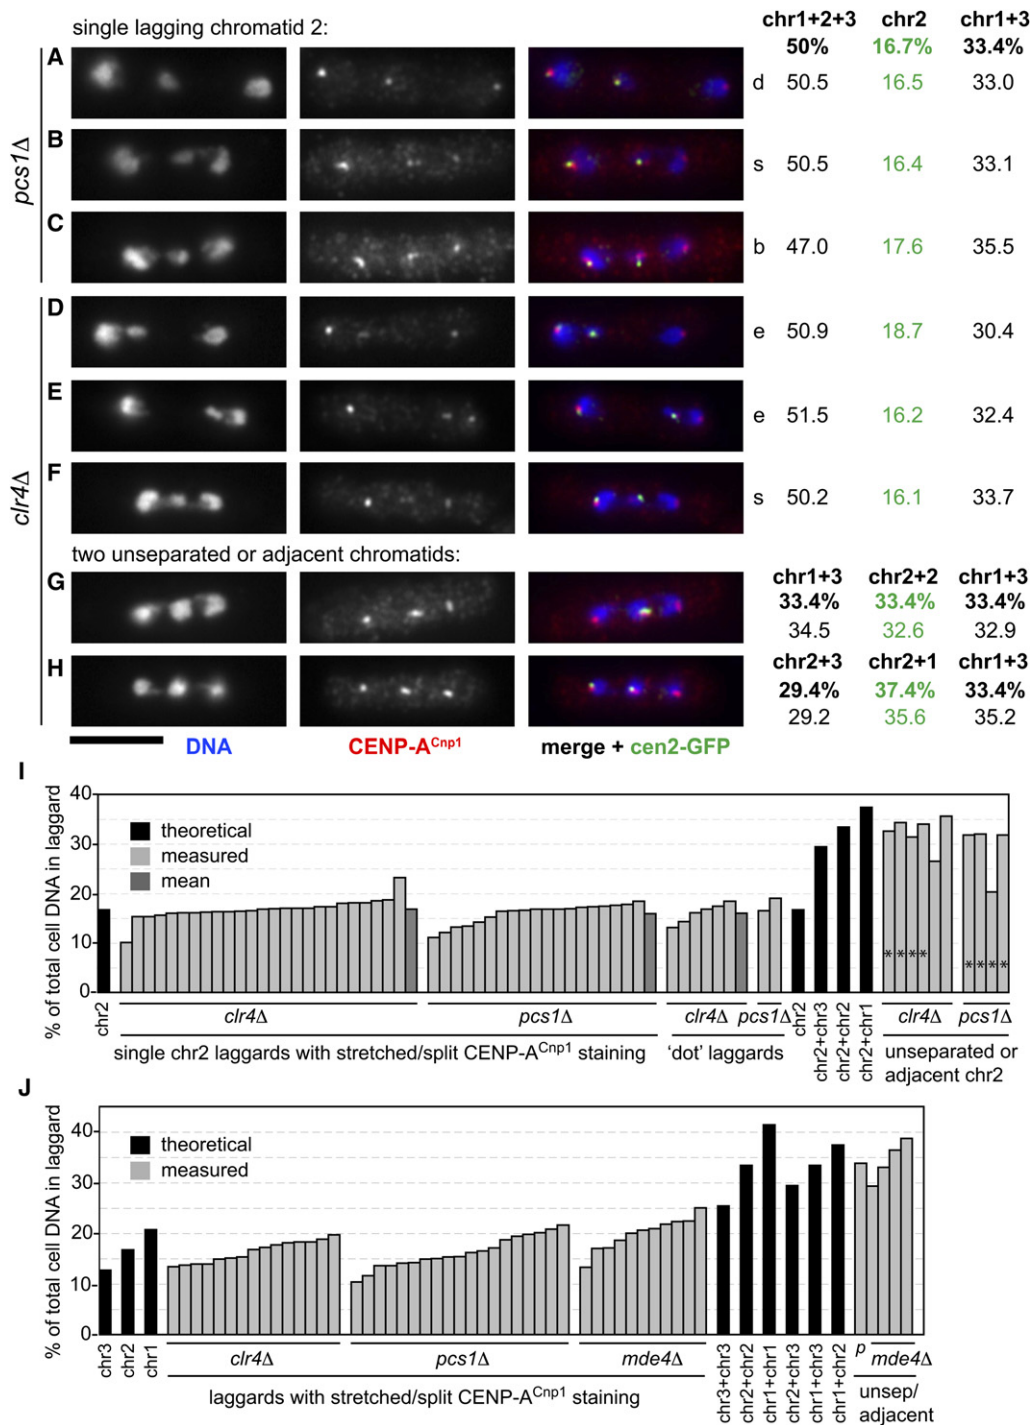 single lagging chromatid 2:
chr1+2+3 chr2 chr1+3
50% 16.7% 33.4%
A d 50.5 16.5 33.0
B s 50.5 16.4 33.1
C b 47.0 17.6 35.5
pcs1Δ
D e 50.9 18.7 30.4
E e 51.5 16.2 32.4
F s 50.2 16.1 33.7
clr4Δ
two unseparated or adjacent chromatids:
G chr1+3 chr2+2 chr1+3
33.4% 33.4% 33.4%
34.5 32.6 32.9
H chr2+3 chr2+1 chr1+3
29.4% 37.4% 33.4%
29.2 35.6 35.2
DNA CENP-ACnp1 merge + cen2-GFP
I
% of total cell DNA in laggard
40
30
20
10
0
theoretical
measured
mean
* * * * * * * *
chr2 clr4Δ pcs1Δ clr4Δ pcs1Δ chr2 chr2+chr3 chr2+chr2 chr2+chr1 clr4Δ pcs1Δ
single chr2 laggards with stretched/split CENP-ACnp1 staining 'dot' laggards unseparated or
adjacent chr2
J
% of total cell DNA in laggard
40
30
20
10
0
theoretical
measured
chr3 chr2 chr1 clr4Δ pcs1Δ mde4Δ chr3+chr3 chr2+chr2 chr1+chr1 chr2+chr3 chr1+chr3 chr1+chr2 p mde4Δ
laggards with stretched/split CENP-ACnp1 staining unsep/
adjacent